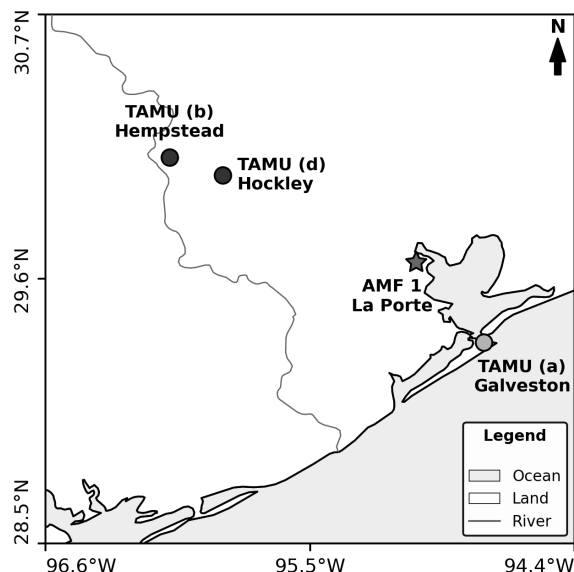 30.7°N
N
TAMU (b)
Hempstead
TAMU (d)
Hockley
29.6°N
AMF 1
La Porte
TAMU (a)
Galveston
Legend
Ocean
Land
River
28.5°N
96.6°W
95.5°W
94.4°W